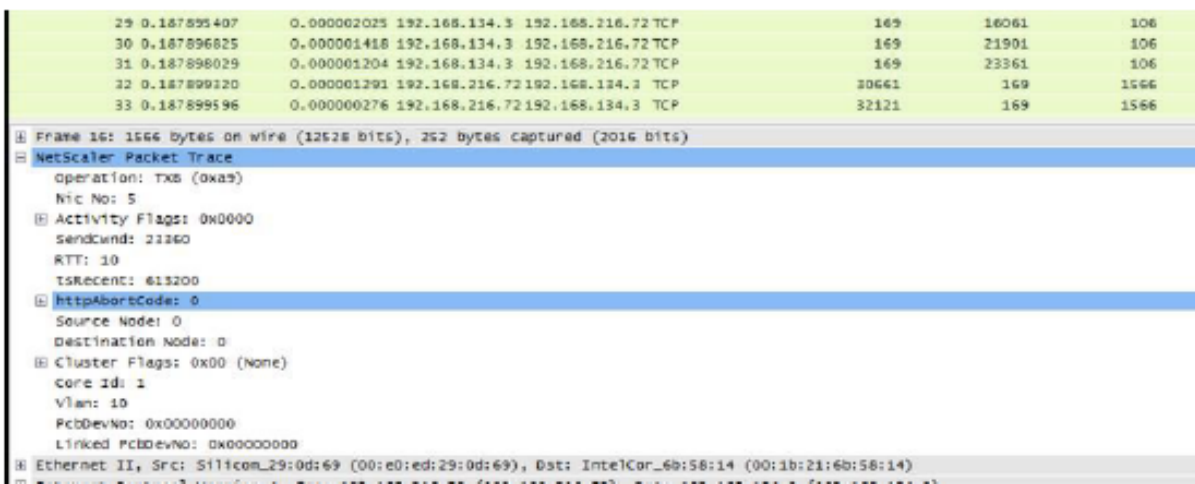 29 0.187895407 0.000002025 192.168.134.3 192.168.216.72 TCP 169 16061 106
30 0.187896825 0.000001418 192.168.134.3 192.168.216.72 TCP 169 21901 106
31 0.187898029 0.000001204 192.168.134.3 192.168.216.72 TCP 169 23361 106
32 0.187899320 0.000001291 192.168.216.72 192.168.134.3 TCP 30661 169 1566
33 0.187899596 0.000000276 192.168.216.72 192.168.134.3 TCP 32121 169 1566
Frame 16: 1566 bytes on wire (12528 bits), 252 bytes captured (2016 bits)
NetScaler Packet Trace
Operation: TXB (0xa9)
Nic No: 5
Activity Flags: 0x0000
SendCwnd: 23360
RTT: 10
TsRecent: 613200
httpAbortCode: 0
Source Node: 0
Destination Node: 0
Cluster Flags: 0x00 (None)
Core Id: 1
Vlan: 10
PcbDevNo: 0x00000000
Linked PcbDevNo: 0x00000000
Ethernet II, Src: Silicom_29:0d:69 (00:e0:ed:29:0d:69), Dst: IntelCor_6b:58:14 (00:1b:21:6b:58:14)